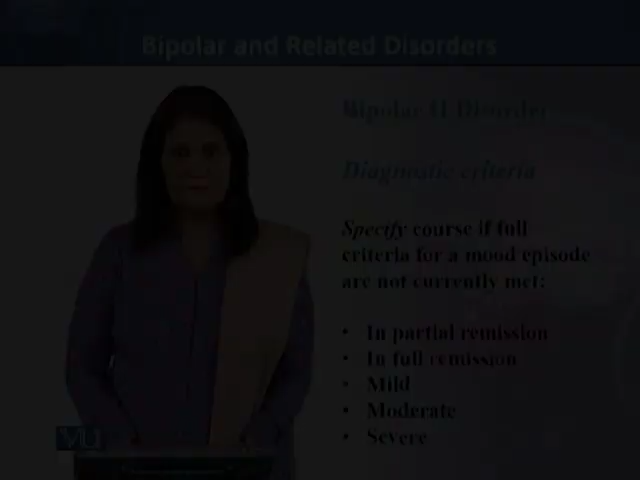 Bipolar and Related Disorders
Bipolar II Disorder
Diagnostic criteria
Specify course if full
criteria for a mood episode
are not currently met:
• In partial remission
• In full remission
• Mild
• Moderate
• Severe
VU